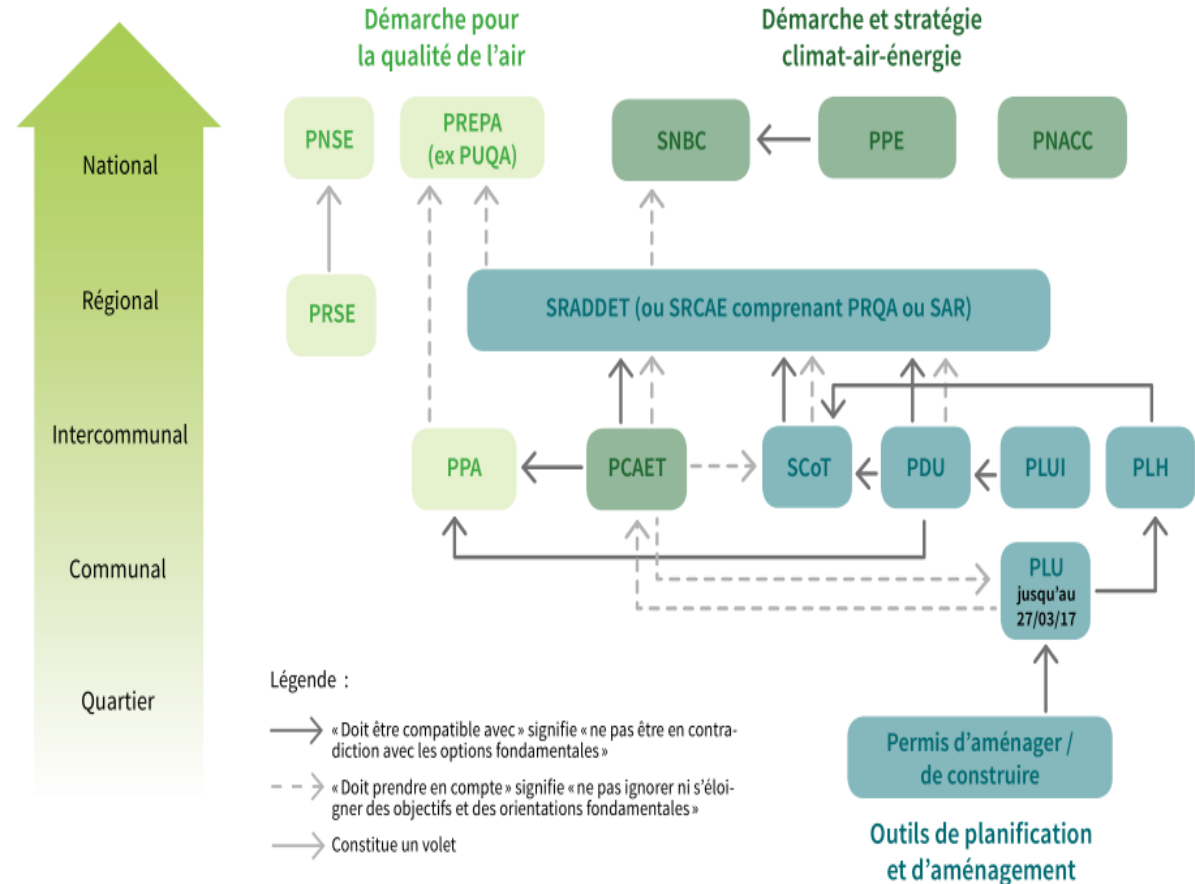 Démarche pour
la qualité de l'air
Démarche et stratégie
climat-air-énergie
National
PNSE
PREPA
(ex PUQA)
SNBC
PPE
PNACC
Régional
PRSE
SRADDET (ou SRCAE comprenant PRQA ou SAR)
Intercommunal
PPA
PCAET
SCoT
PDU
PLUI
PLH
Communal
PLU
jusqu'au
27/03/17
Quartier
Permis d'aménager /
de construire
Outils de planification
et d'aménagement
Légende :
« Doit être compatible avec » signifie « ne pas être en contra-
diction avec les options fondamentales »
« Doit prendre en compte » signifie « ne pas ignorer ni s'éloi-
gner des objectifs et des orientations fondamentales »
Constitue un volet